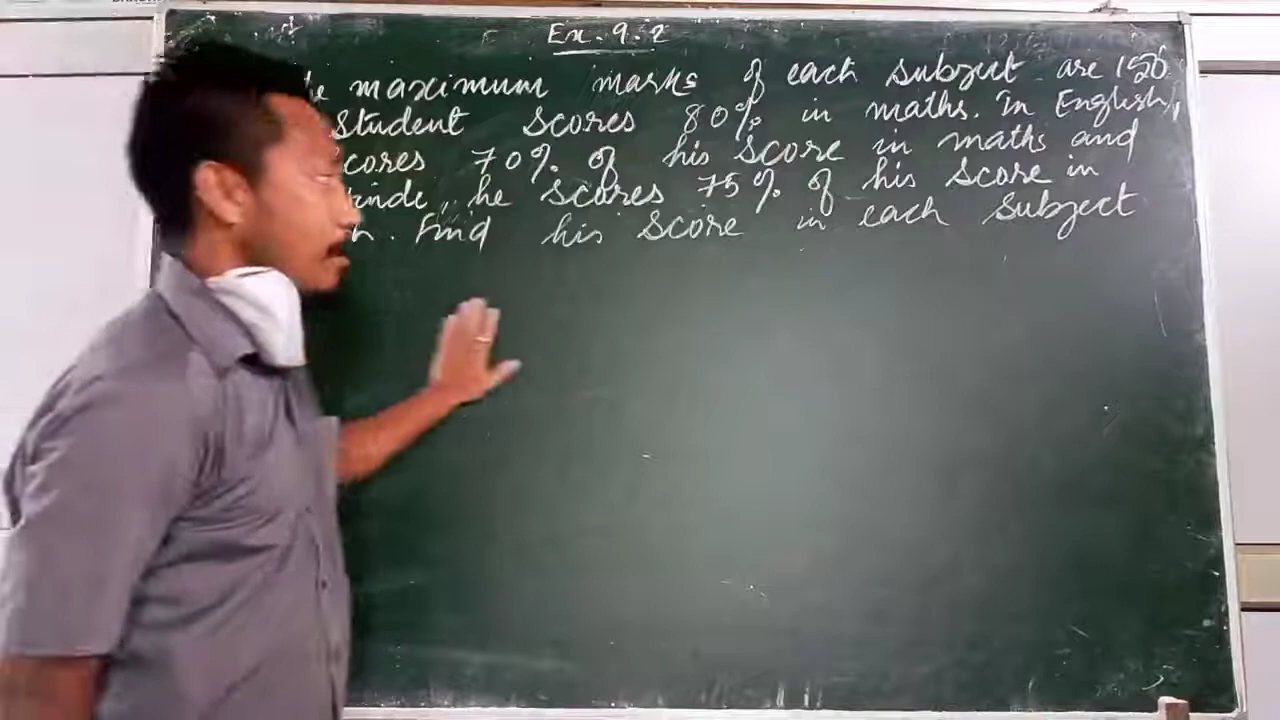 Ex. 9.2
maximum marks of each subject are 150
student scores 80% in maths. In English,
cores 70% of his score in maths and
he scores 75% of his score in
Find his score in each subject